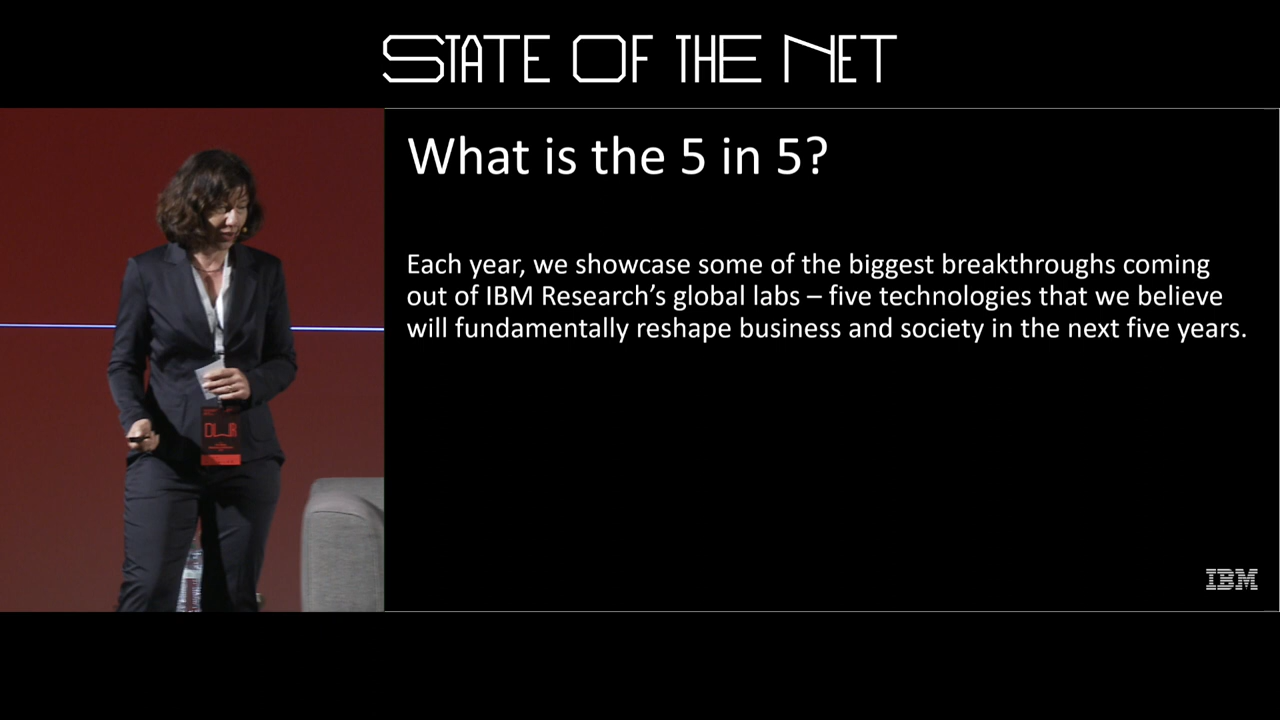 STATE OF THE NET
What is the 5 in 5?
Each year, we showcase some of the biggest breakthroughs coming
out of IBM Research’s global labs – five technologies that we believe
will fundamentally reshape business and society in the next five years.
IBM